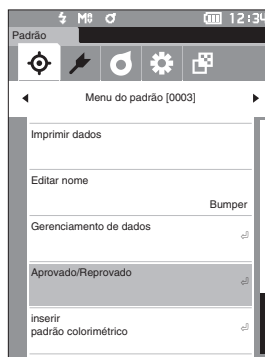 M 12:34
Padrão
Menu do padrão [0003]
Imprimir dados
Editar nome
Bumper
Gerenciamento de dados
Aprovado/Reprovado
inserir
padrão colorimétrico